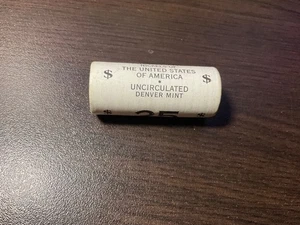 THE UNITED STATES
OF AMERICA
$ • $
UNCIRCULATED
DENVER MINT